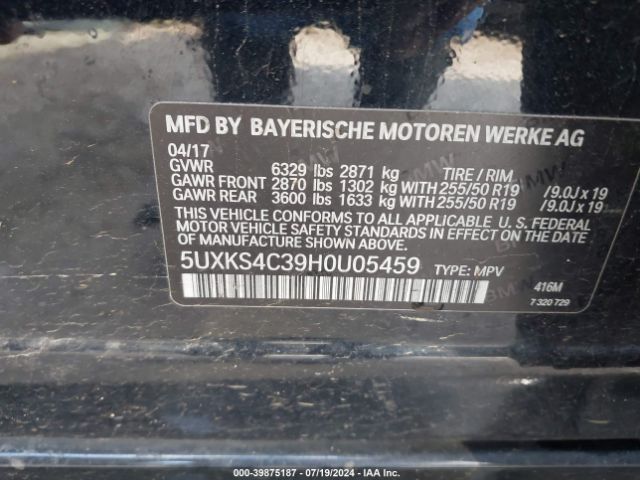 MFD BY BAYERISCHE MOTOREN WERKE AG
04/17
GVWR 6329 lbs 2871 kg TIRE / RIM
GAWR FRONT 2870 lbs 1302 kg WITH 255/50 R19 /9.0J x 19
GAWR REAR 3600 lbs 1633 kg WITH 255/50 R19 /9.0J x 19
THIS VEHICLE CONFORMS TO ALL APPLICABLE U.S. FEDERAL
MOTOR VEHICLE SAFETY STANDARDS IN EFFECT ON THE
DATE OF MANUFACTURE SHOWN ABOVE.
5UXKS4C39H0U05459 TYPE: MPV
416M
7 320 729
© - 39875187 - 07/19/2024 - IAA Inc.